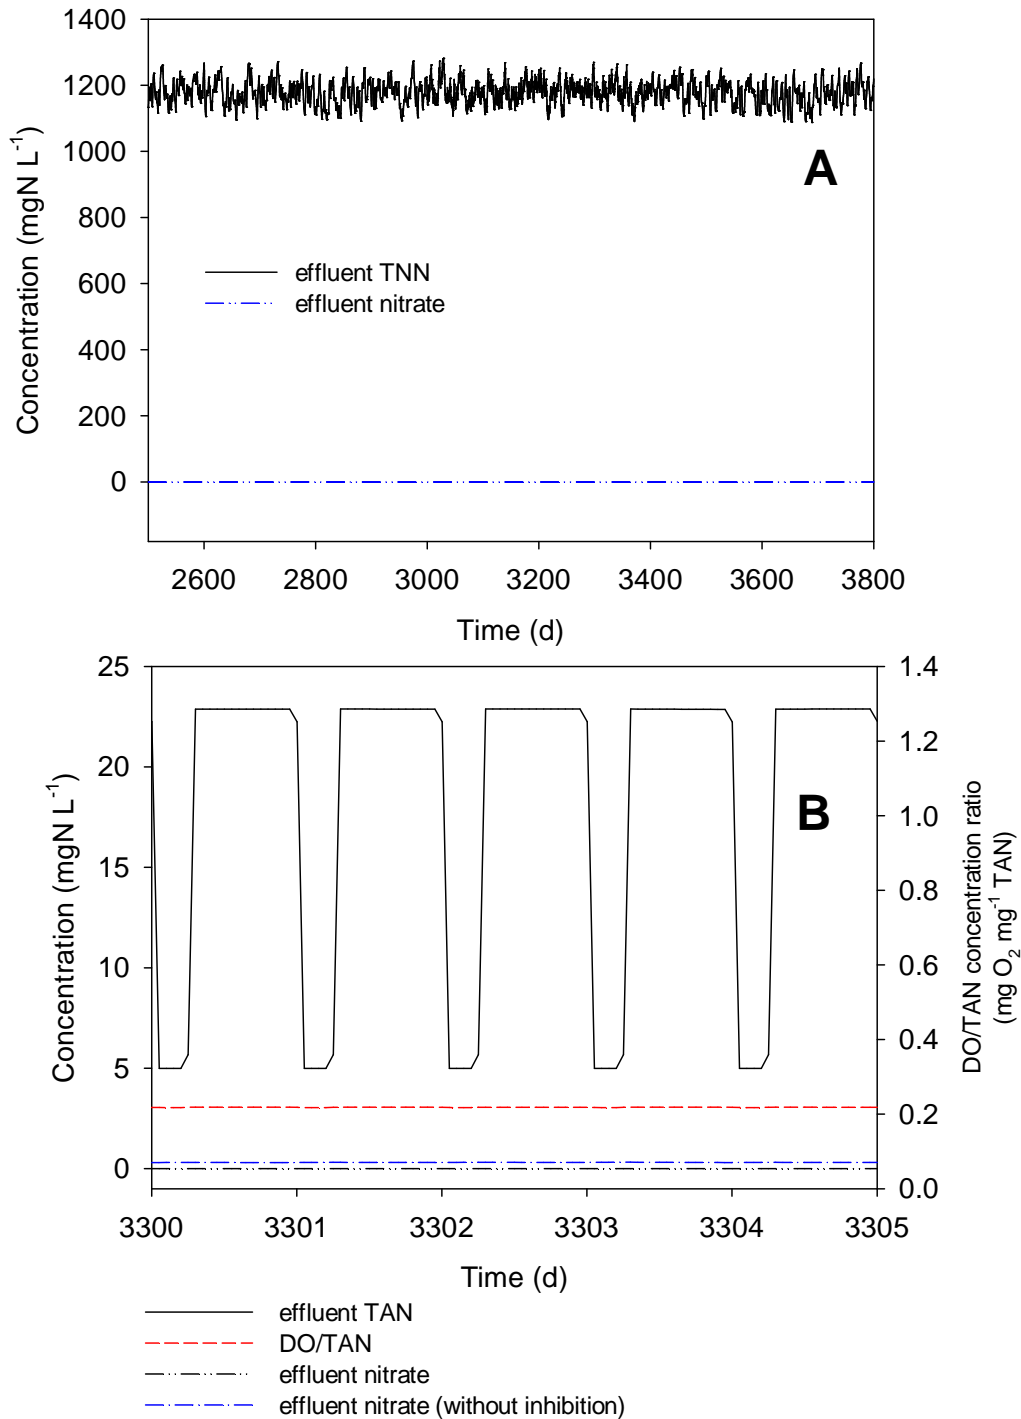 1400
1200
1000
800
600
400
200
0
Concentration (mgN L⁻¹)
A
effluent TNN
effluent nitrate
2600 2800 3000 3200 3400 3600 3800
Time (d)
25
20
15
10
5
0
Concentration (mgN L⁻¹)
B
1.4
1.2
1.0
0.8
0.6
0.4
0.2
0.0
DO/TAN concentration ratio
(mg O₂ mg⁻¹ TAN)
3300 3301 3302 3303 3304 3305
Time (d)
effluent TAN
DO/TAN
effluent nitrate
effluent nitrate (without inhibition)